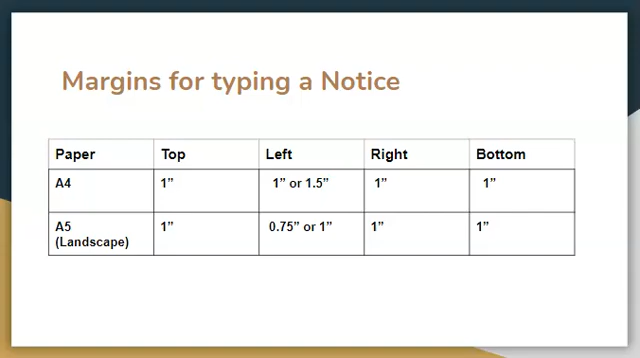 Margins for typing a Notice
Paper Top Left Right Bottom
A4 1” 1” or 1.5” 1” 1”
A5 1” 0.75” or 1” 1” 1”
(Landscape)